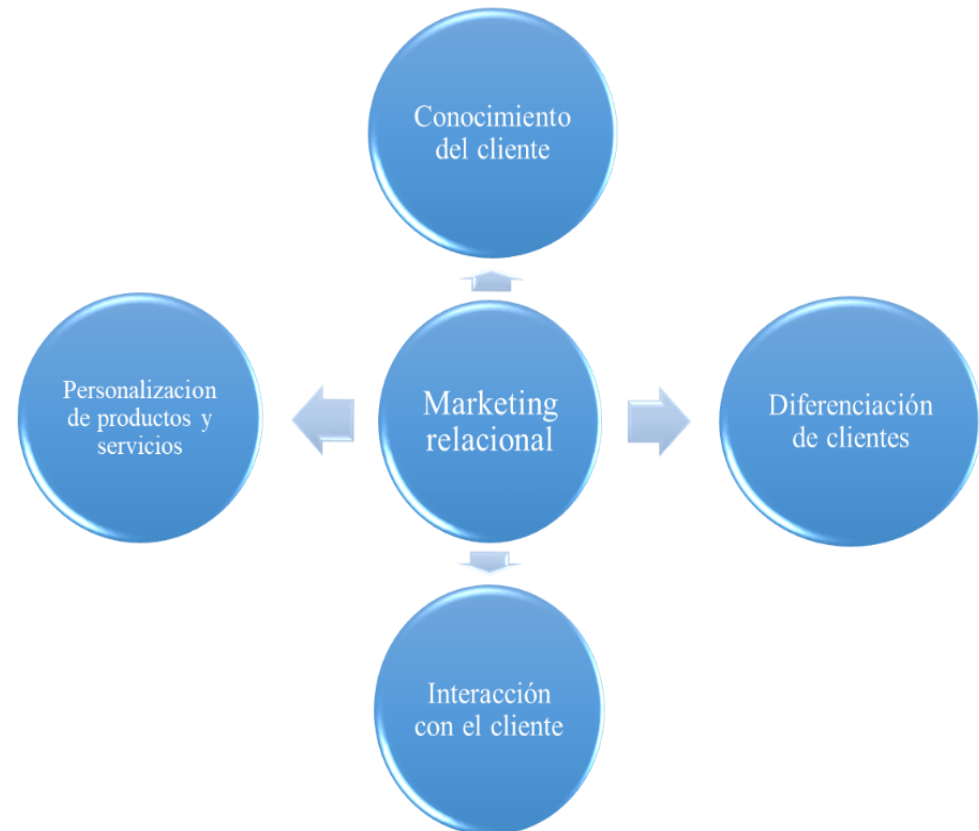 Conocimiento
del cliente
Personalizacion
de productos y
servicios
Marketing
relacional
Diferenciación
de clientes
Interacción
con el cliente